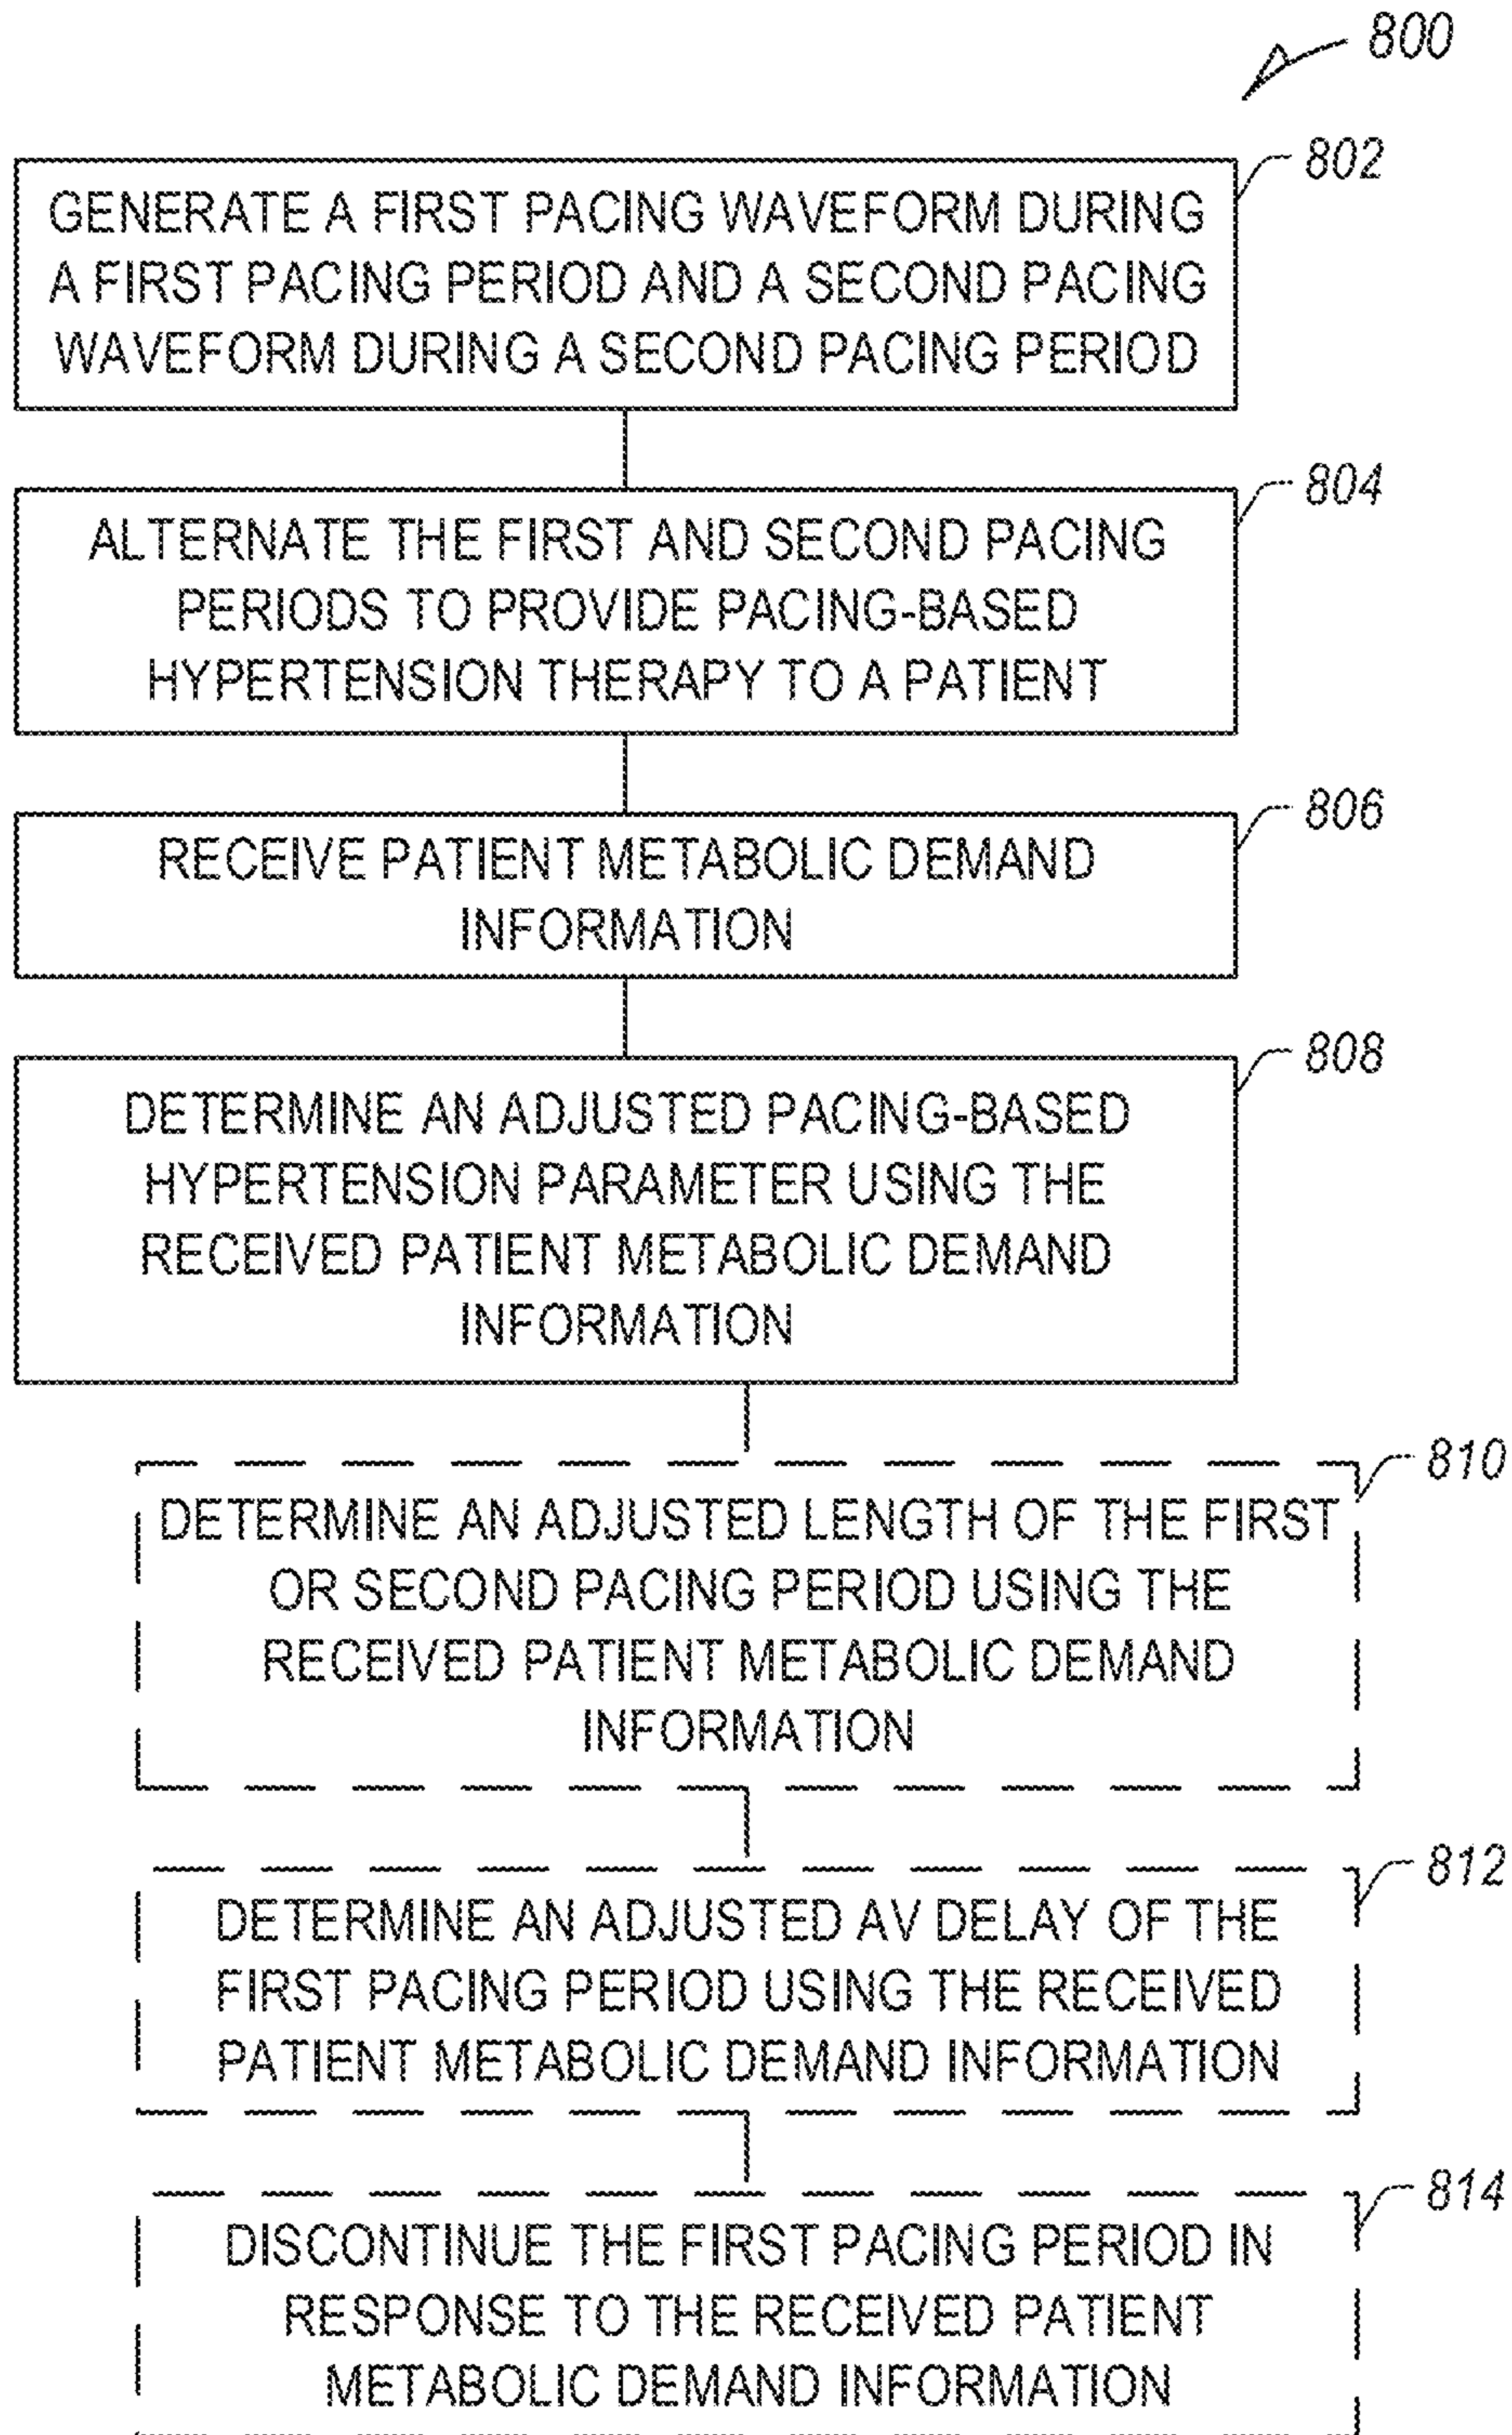 800
802
GENERATE A FIRST PACING WAVEFORM DURING
A FIRST PACING PERIOD AND A SECOND PACING
WAVEFORM DURING A SECOND PACING PERIOD
804
ALTERNATE THE FIRST AND SECOND PACING
PERIODS TO PROVIDE PACING-BASED
HYPERTENSION THERAPY TO A PATIENT
806
RECEIVE PATIENT METABOLIC DEMAND
INFORMATION
808
DETERMINE AN ADJUSTED PACING-BASED
HYPERTENSION PARAMETER USING THE
RECEIVED PATIENT METABOLIC DEMAND
INFORMATION
810
DETERMINE AN ADJUSTED LENGTH OF THE FIRST
OR SECOND PACING PERIOD USING THE
RECEIVED PATIENT METABOLIC DEMAND
INFORMATION
812
DETERMINE AN ADJUSTED AV DELAY OF THE
FIRST PACING PERIOD USING THE RECEIVED
PATIENT METABOLIC DEMAND INFORMATION
814
DISCONTINUE THE FIRST PACING PERIOD IN
RESPONSE TO THE RECEIVED PATIENT
METABOLIC DEMAND INFORMATION